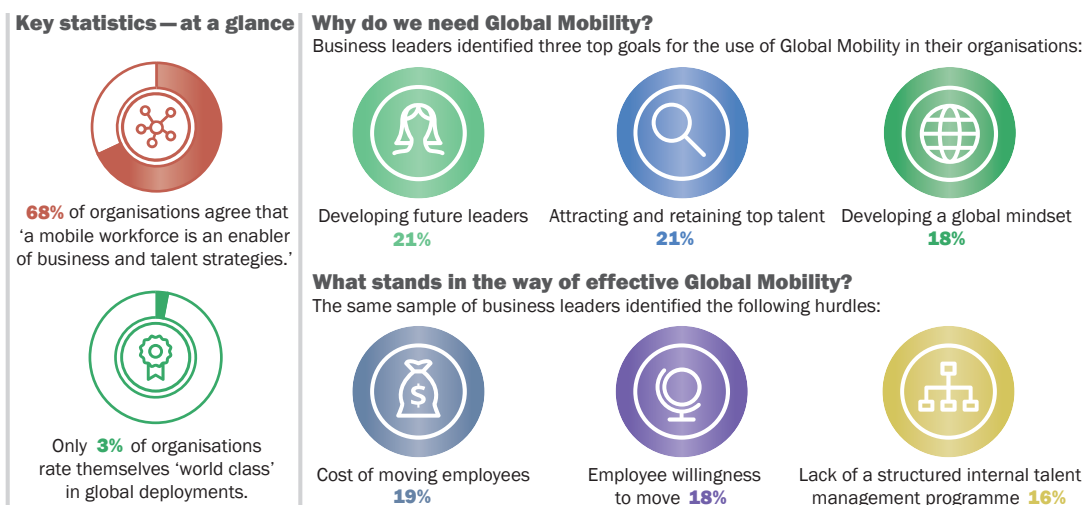 Key statistics — at a glance
68% of organisations agree that
‘a mobile workforce is an enabler
of business and talent strategies.’
Only 3% of organisations
rate themselves ‘world class’
in global deployments.
Why do we need Global Mobility?
Business leaders identified three top goals for the use of Global Mobility in their organisations:
Developing future leaders
21%
Attracting and retaining top talent
21%
Developing a global mindset
18%
What stands in the way of effective Global Mobility?
The same sample of business leaders identified the following hurdles:
$
Cost of moving employees
19%
Employee willingness
to move 18%
Lack of a structured internal talent
management programme 16%